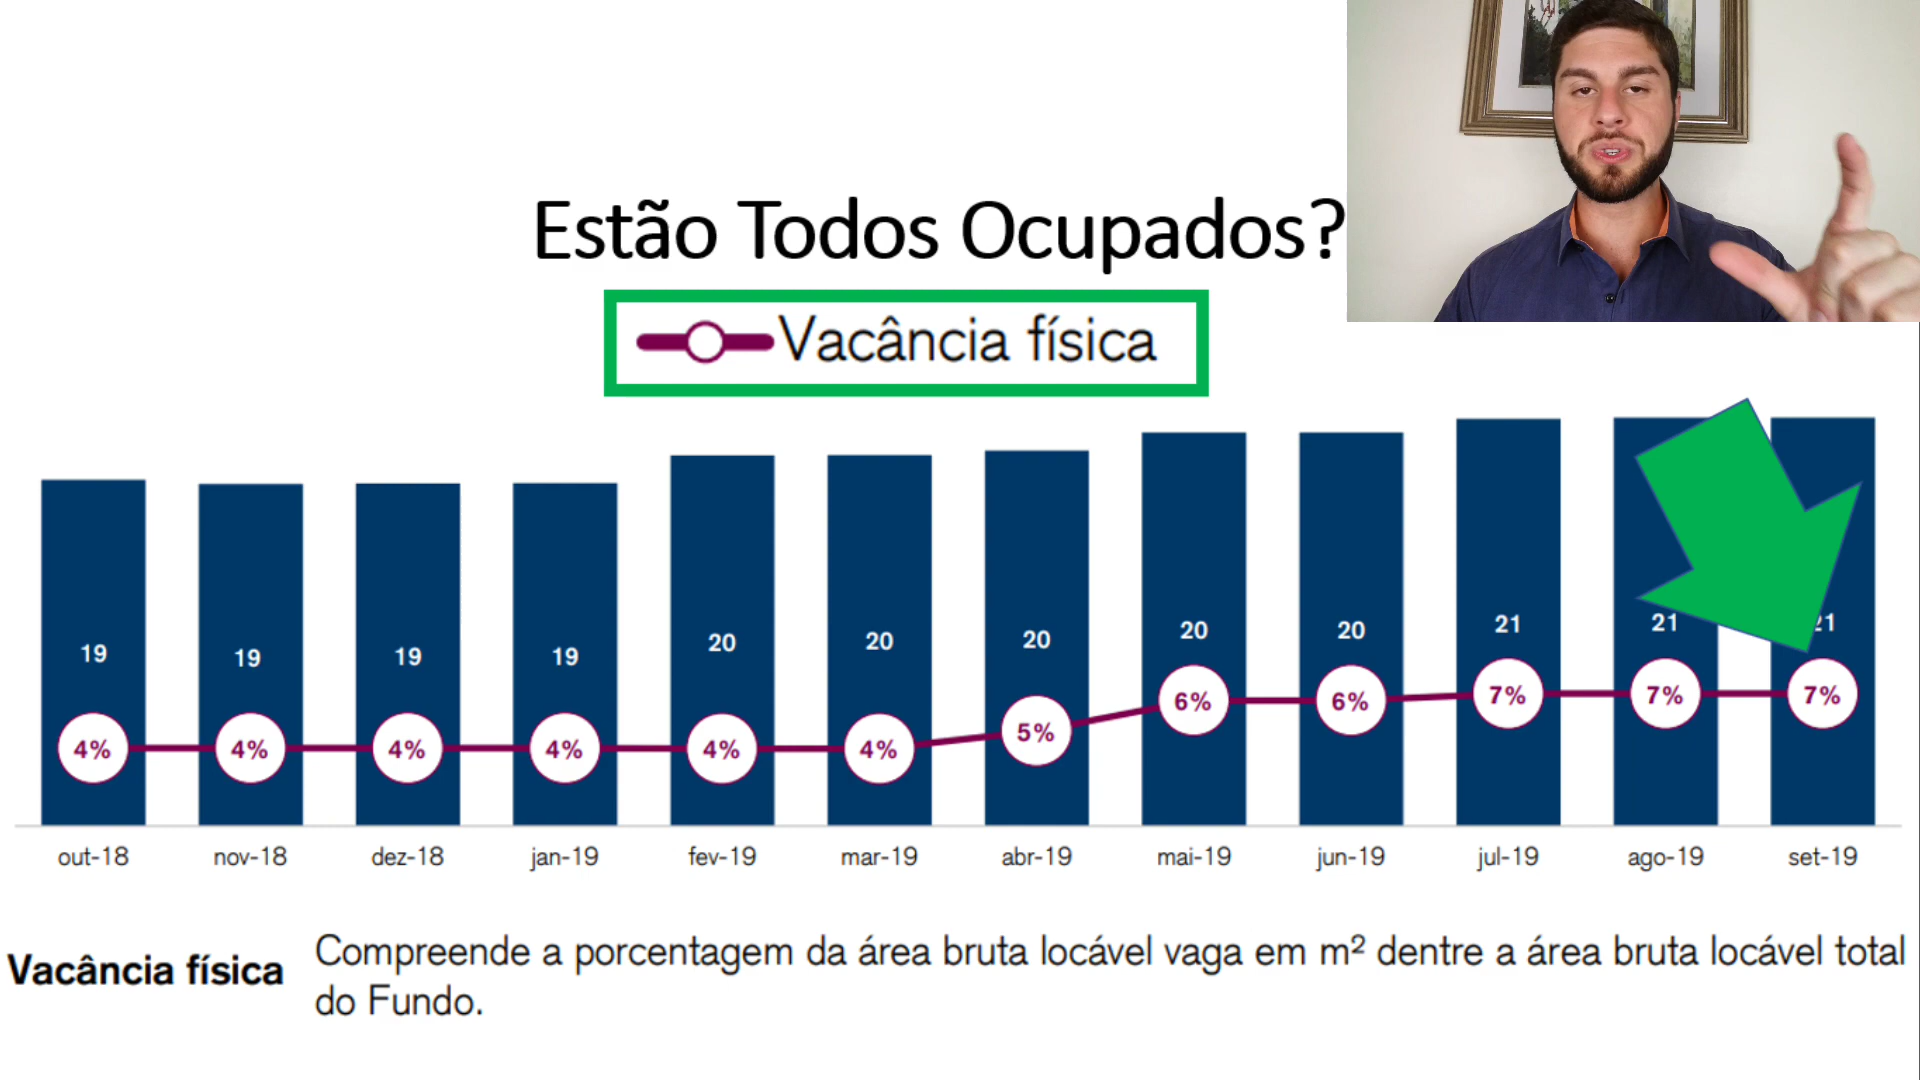 Estão Todos Ocupados?
Vacância física
19 19 19 19 20 20 20 20 20 21 21 21
4% 4% 4% 4% 4% 4% 5% 6% 6% 7% 7% 7%
out-18 nov-18 dez-18 jan-19 fev-19 mar-19 abr-19 mai-19 jun-19 jul-19 ago-19 set-19
Vacância física
Compreende a porcentagem da área bruta locável vaga em m² dentre a área bruta locável total
do Fundo.